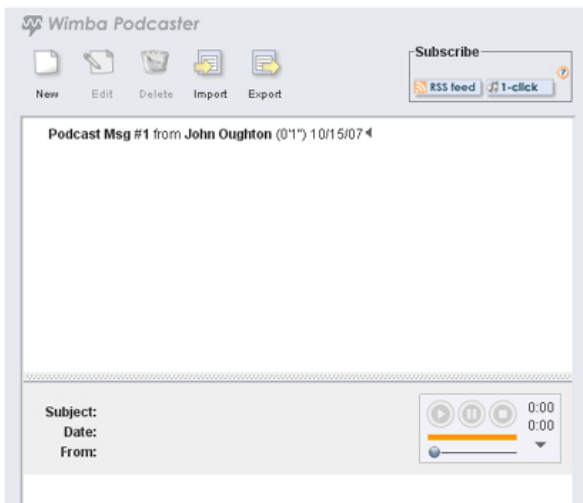 Wimba Podcaster
New Edit Delete Import Export
Subscribe
?
RSS feed 1-click
Podcast Msg #1 from John Oughton (0'1") 10/15/07
Subject:
Date:
From:
0:00
0:00